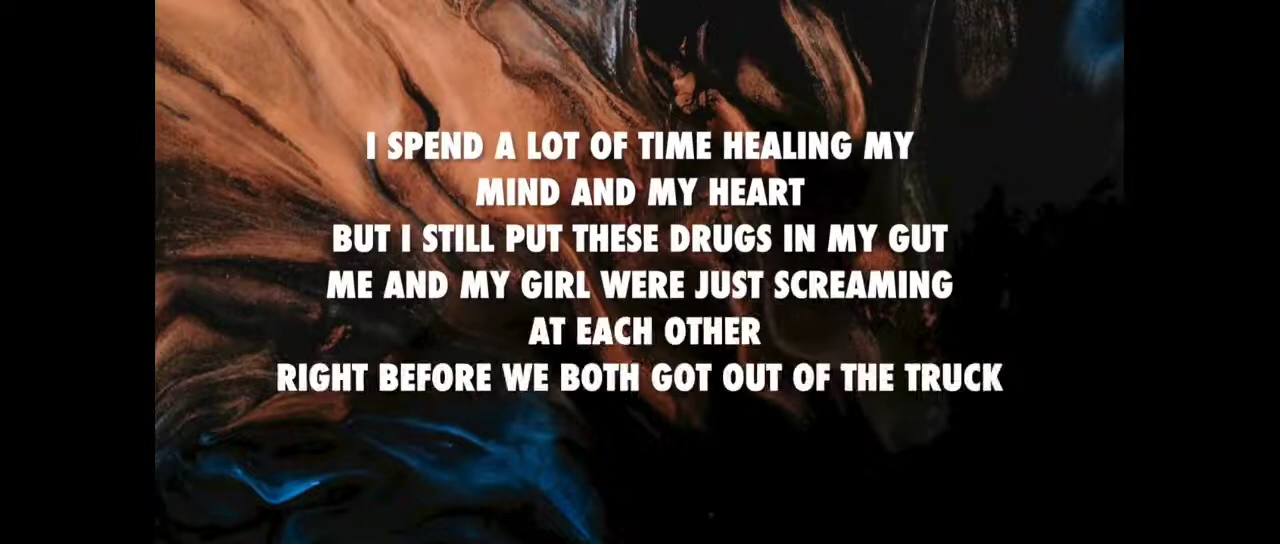 I SPEND A LOT OF TIME HEALING MY
MIND AND MY HEART
BUT I STILL PUT THESE DRUGS IN MY GUT
ME AND MY GIRL WERE JUST SCREAMING
AT EACH OTHER
RIGHT BEFORE WE BOTH GOT OUT OF THE TRUCK